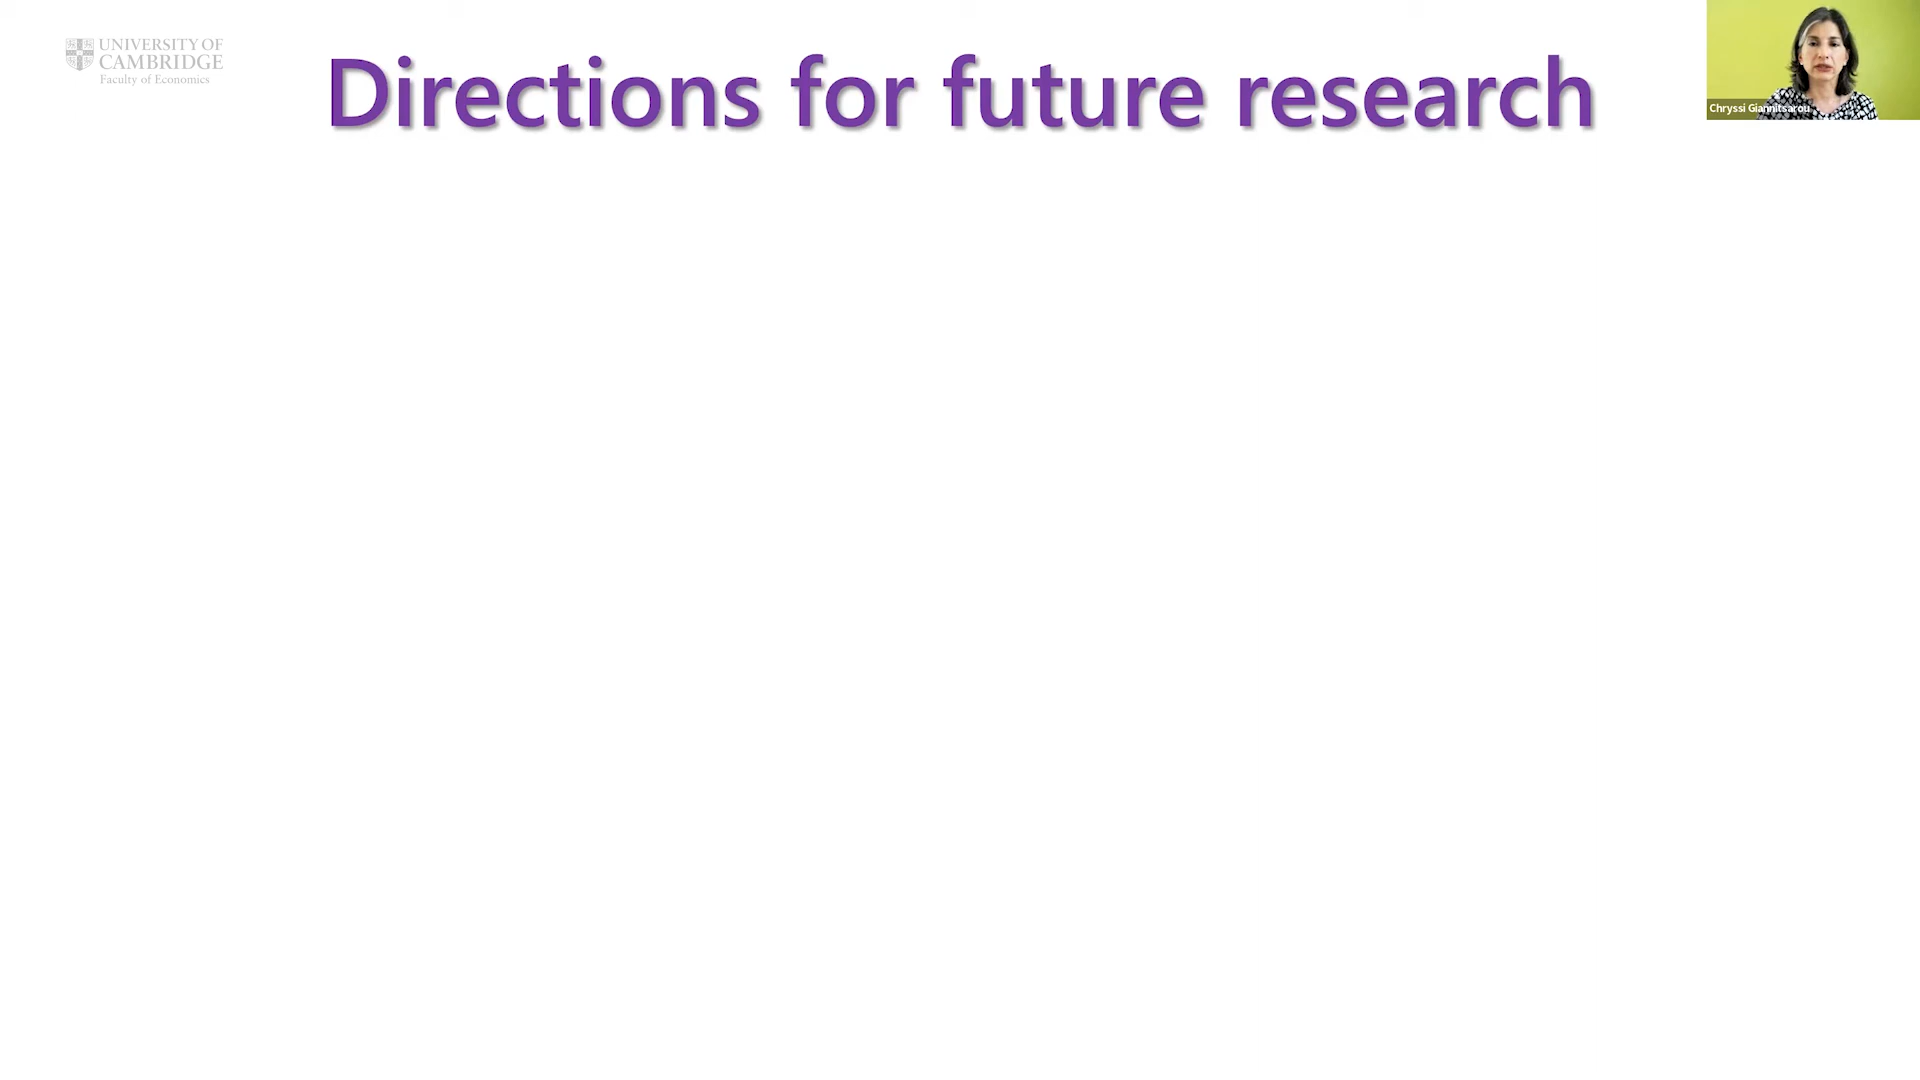 UNIVERSITY OF
CAMBRIDGE
Faculty of Economics
Directions for future research
Chryssi Giannitsarou